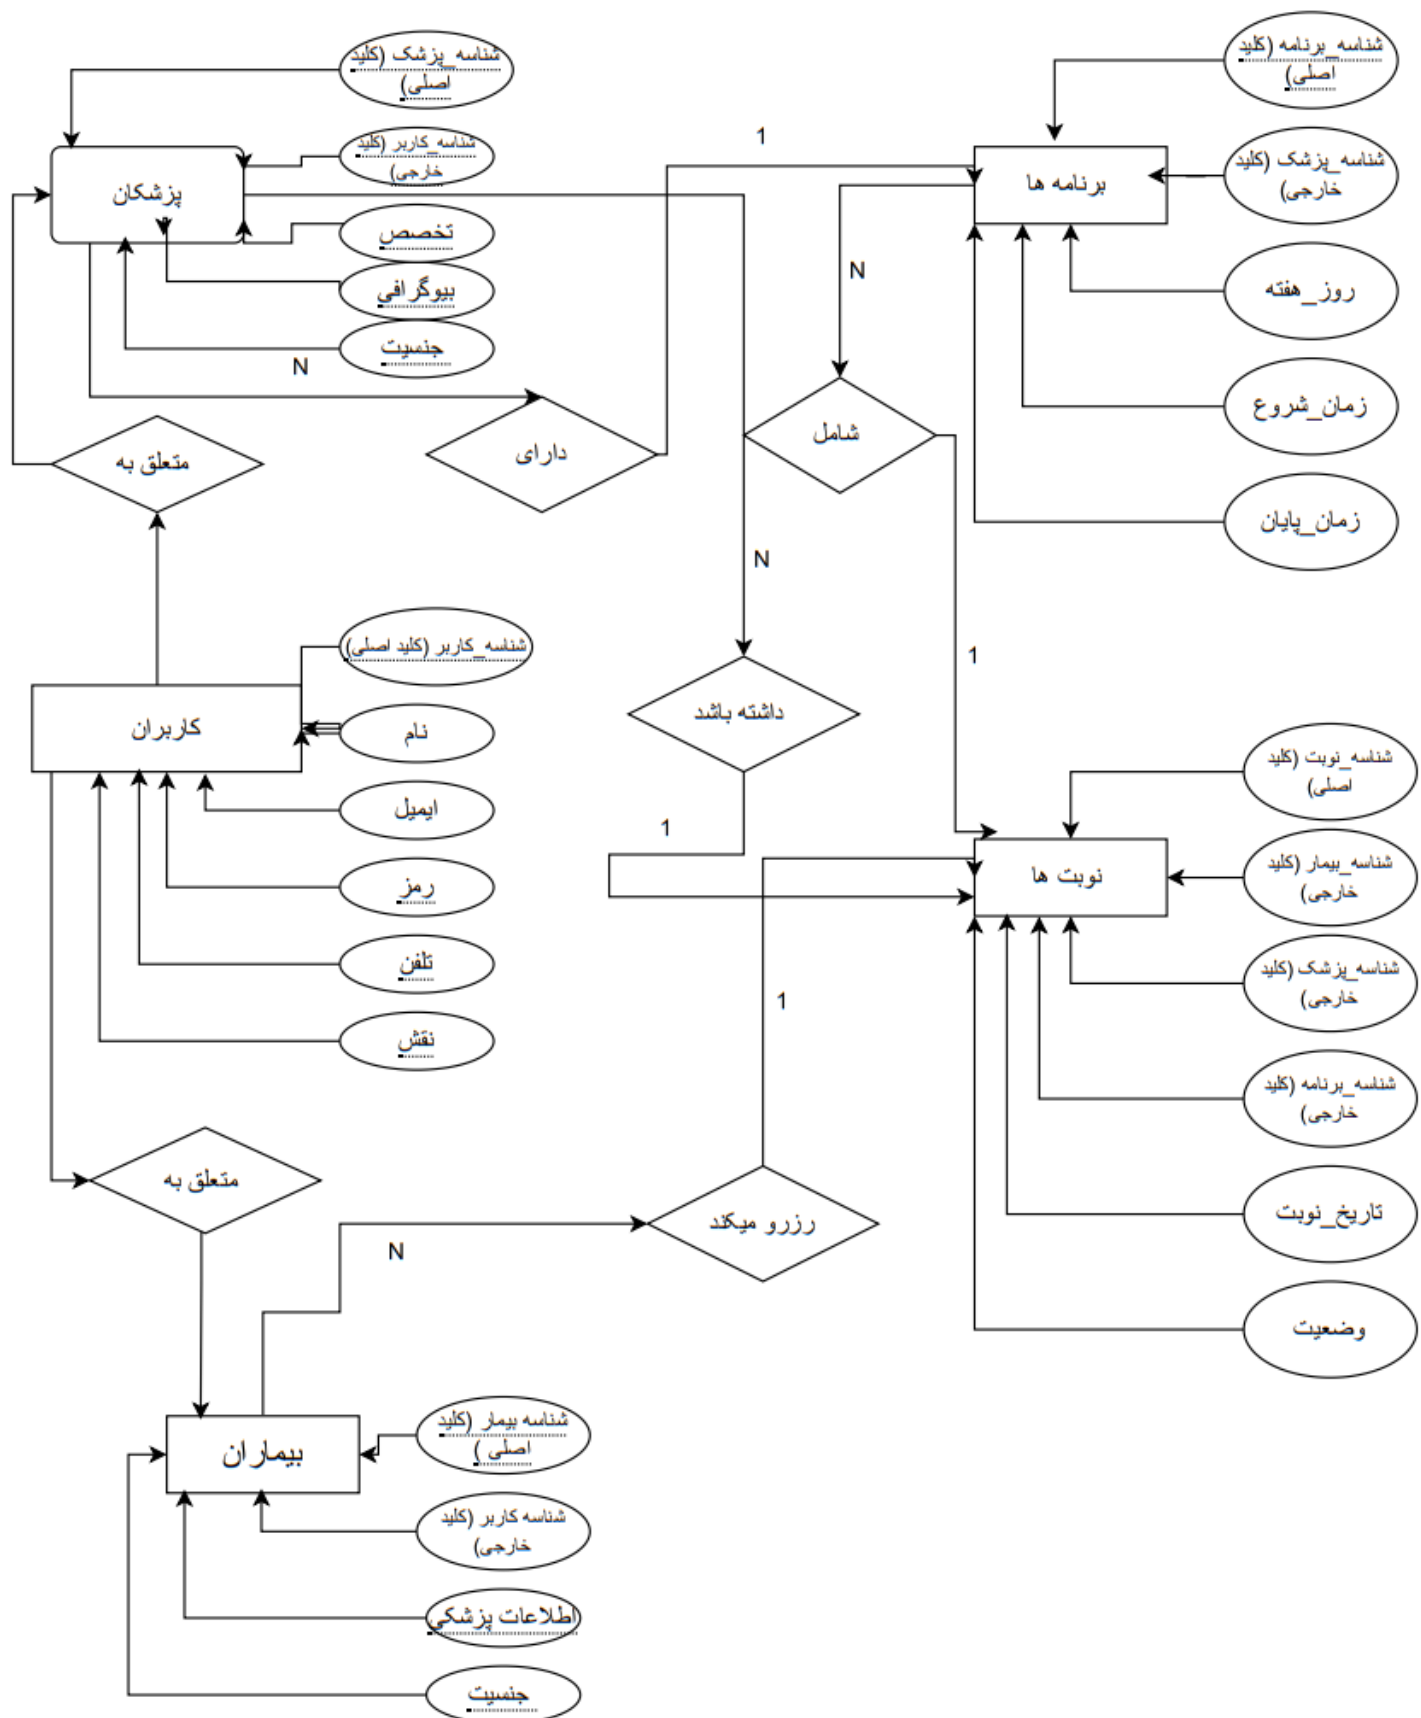 شناسه_پزشک (کلید
اصلی)
شناسه_کاربر (کلید
خارجی)
پزشکان
تخصص
بیوگرافی
جنسیت
N
متعلق به
دارای
1
شناسه_برنامه (کلید
اصلی)
شناسه_پزشک (کلید
خارجی)
برنامه ها
روز_هفته
زمان_شروع
زمان_پایان
N
شامل
N
1
شناسه_کاربر (کلید اصلی)
کاربران
نام
ایمیل
رمز
تلفن
نقش
داشته باشد
1
شناسه_نوبت (کلید
اصلی)
نوبت ها
شناسه_بیمار (کلید
خارجی)
شناسه_پزشک (کلید
خارجی)
شناسه_برنامه (کلید
خارجی)
تاریخ_نوبت
وضعیت
1
متعلق به
رزرو میکند
N
بیماران
شناسه بیمار (کلید
اصلی )
شناسه کاربر (کلید
خارجی)
اطلاعات پزشکی
جنسیت